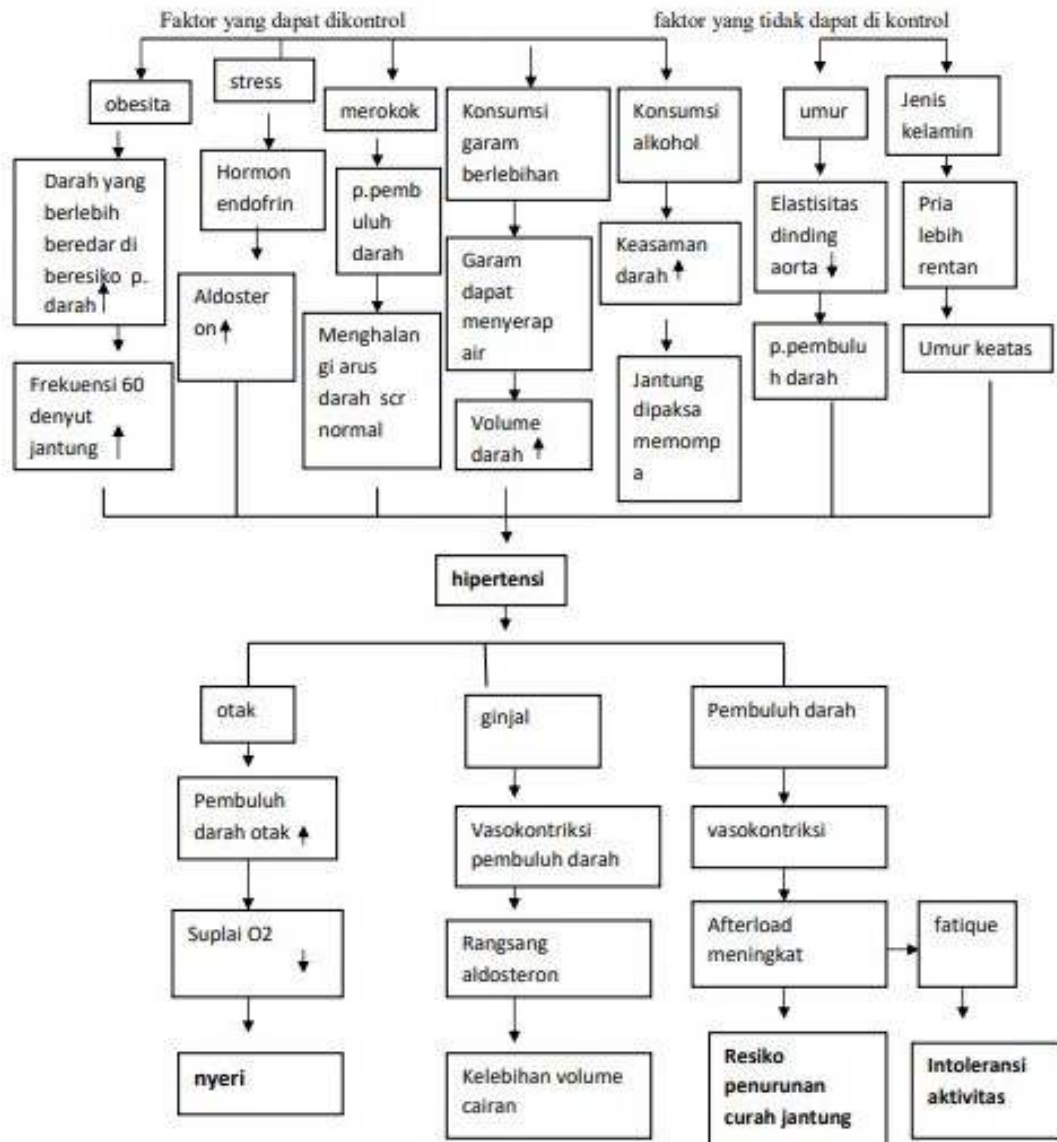 Faktor yang dapat dikontrol
faktor yang tidak dapat di kontrol
obesita
stress
merokok
Konsumsi
garam
berlebihan
Konsumsi
alkohol
umur
Jenis
kelamin
Darah yang
berlebih
beredar di
beresiko p.
darah ↑
Hormon
endofrin
p.pemb
uluh
darah
Garam
dapat
menyerap
air
Keasaman
darah ↑
Elastisitas
dinding
aorta ↓
Pria
lebih
rentan
Frekuensi 60
denyut
jantung ↑
Aldoster
on ↑
Menghalan
gi arus
darah scr
normal
Volume
darah ↑
Jantung
dipaksa
memomp
a
p.pembulu
h darah
Umur keatas
hipertensi
otak
ginjal
Pembuluh darah
Pembuluh
darah otak ↑
Vasokontriksi
pembuluh darah
vasokontriksi
Suplai O2
↓
Rangsang
aldosteron
Afterload
meningkat
fatique
nyeri
Kelebihan volume
cairan
Resiko
penurunan
curah jantung
Intoleransi
aktivitas